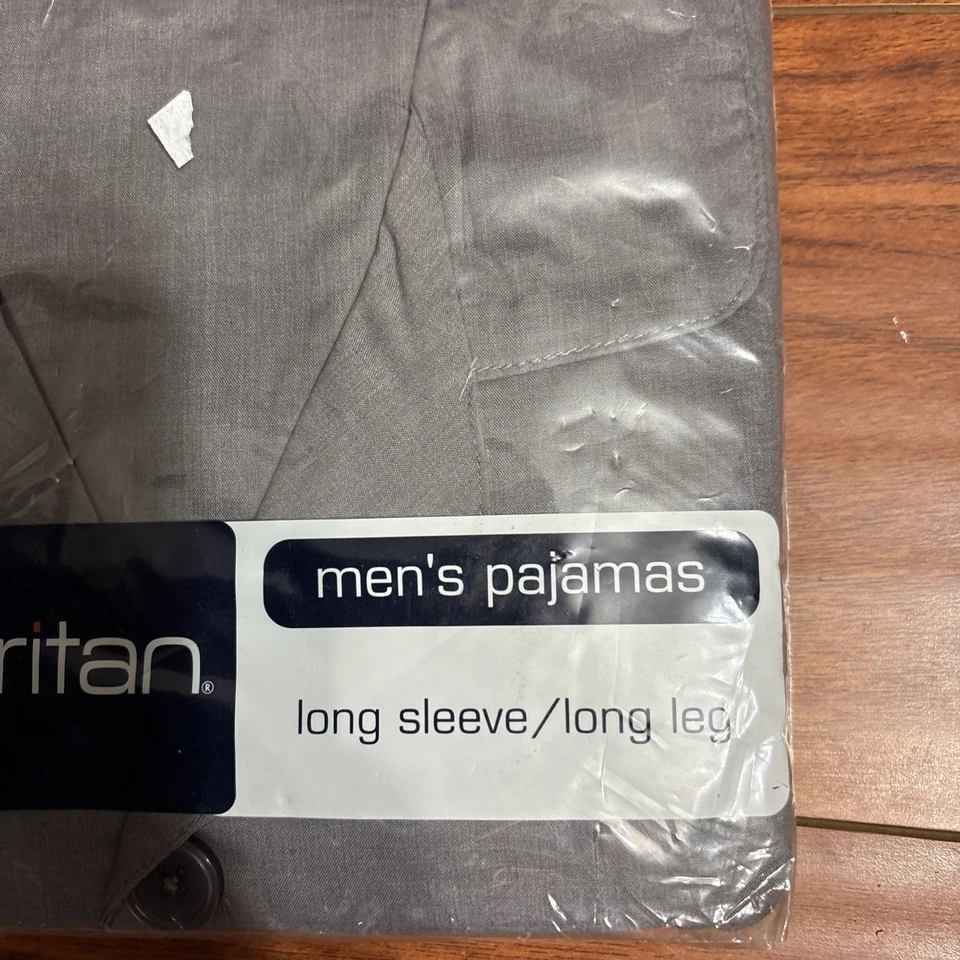 men's pajamas
ritan®
long sleeve/long leg